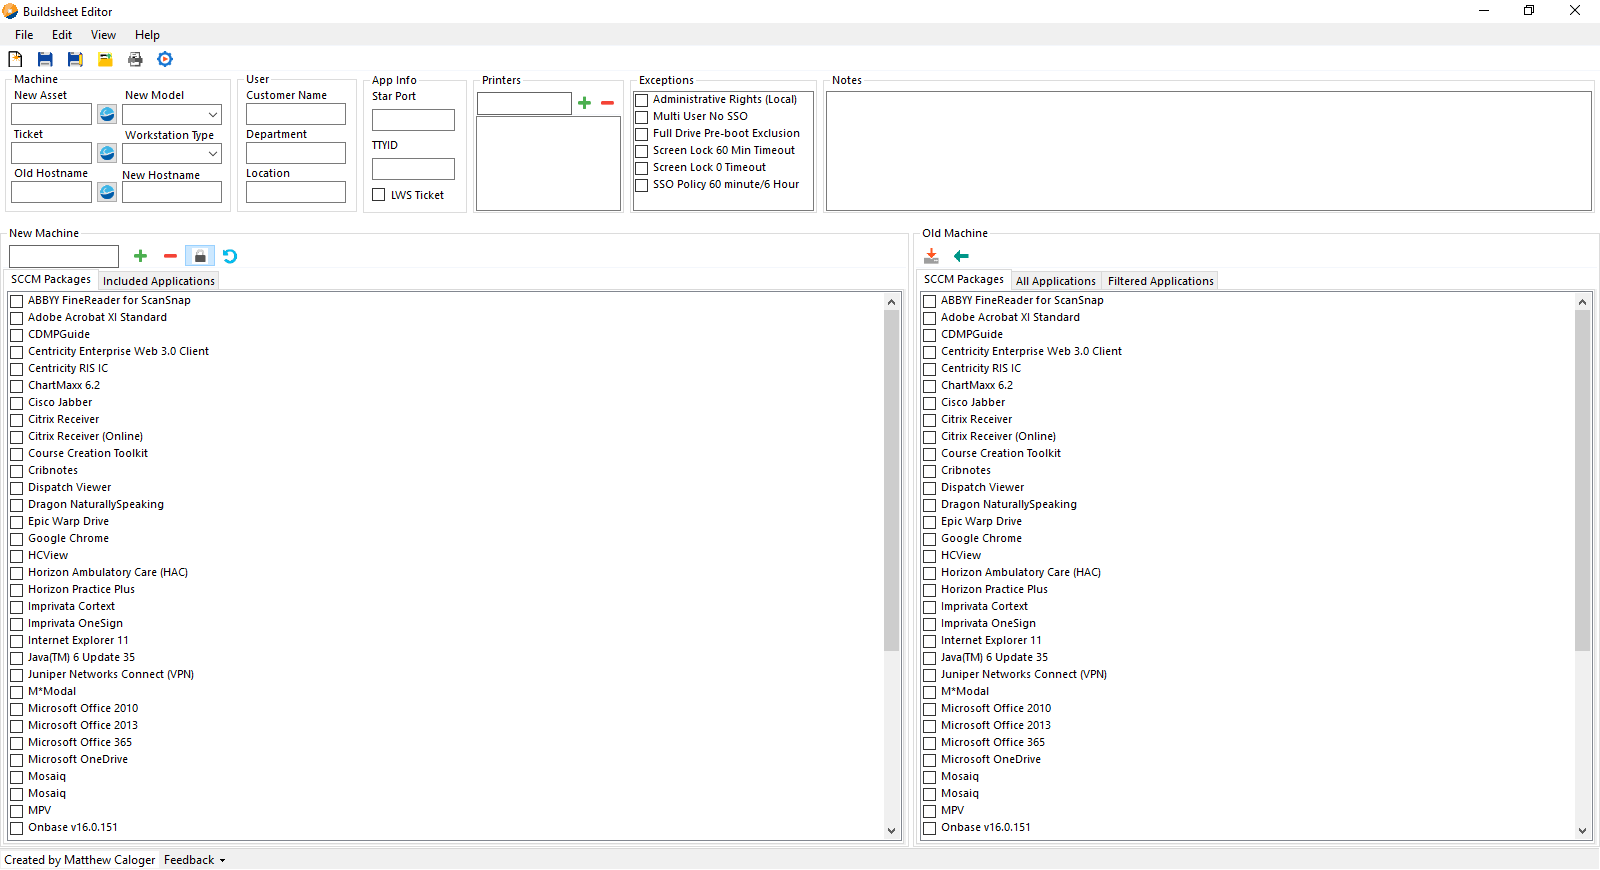 Buildsheet Editor
File Edit View Help
Machine
New Asset New Model
Ticket Workstation Type
Old Hostname New Hostname
User
Customer Name
Department
Location
App Info
Star Port
TTYID
LWS Ticket
Printers
Exceptions
Administrative Rights (Local)
Multi User No SSO
Full Drive Pre-boot Exclusion
Screen Lock 60 Min Timeout
Screen Lock 0 Timeout
SSO Policy 60 minute/6 Hour
Notes
New Machine
SCCM Packages Included Applications
ABBYY FineReader for ScanSnap
Adobe Acrobat XI Standard
CDMPGuide
Centricity Enterprise Web 3.0 Client
Centricity RIS IC
ChartMaxx 6.2
Cisco Jabber
Citrix Receiver
Citrix Receiver (Online)
Course Creation Toolkit
Cribnotes
Dispatch Viewer
Dragon NaturallySpeaking
Epic Warp Drive
Google Chrome
HCView
Horizon Ambulatory Care (HAC)
Horizon Practice Plus
Imprivata Cortext
Imprivata OneSign
Internet Explorer 11
Java(TM) 6 Update 35
Juniper Networks Connect (VPN)
M*Modal
Microsoft Office 2010
Microsoft Office 2013
Microsoft Office 365
Microsoft OneDrive
Mosaiq
Mosaiq
MPV
Onbase v16.0.151
Old Machine
SCCM Packages All Applications Filtered Applications
ABBYY FineReader for ScanSnap
Adobe Acrobat XI Standard
CDMPGuide
Centricity Enterprise Web 3.0 Client
Centricity RIS IC
ChartMaxx 6.2
Cisco Jabber
Citrix Receiver
Citrix Receiver (Online)
Course Creation Toolkit
Cribnotes
Dispatch Viewer
Dragon NaturallySpeaking
Epic Warp Drive
Google Chrome
HCView
Horizon Ambulatory Care (HAC)
Horizon Practice Plus
Imprivata Cortext
Imprivata OneSign
Internet Explorer 11
Java(TM) 6 Update 35
Juniper Networks Connect (VPN)
M*Modal
Microsoft Office 2010
Microsoft Office 2013
Microsoft Office 365
Microsoft OneDrive
Mosaiq
Mosaiq
MPV
Onbase v16.0.151
Created by Matthew Caloger Feedback